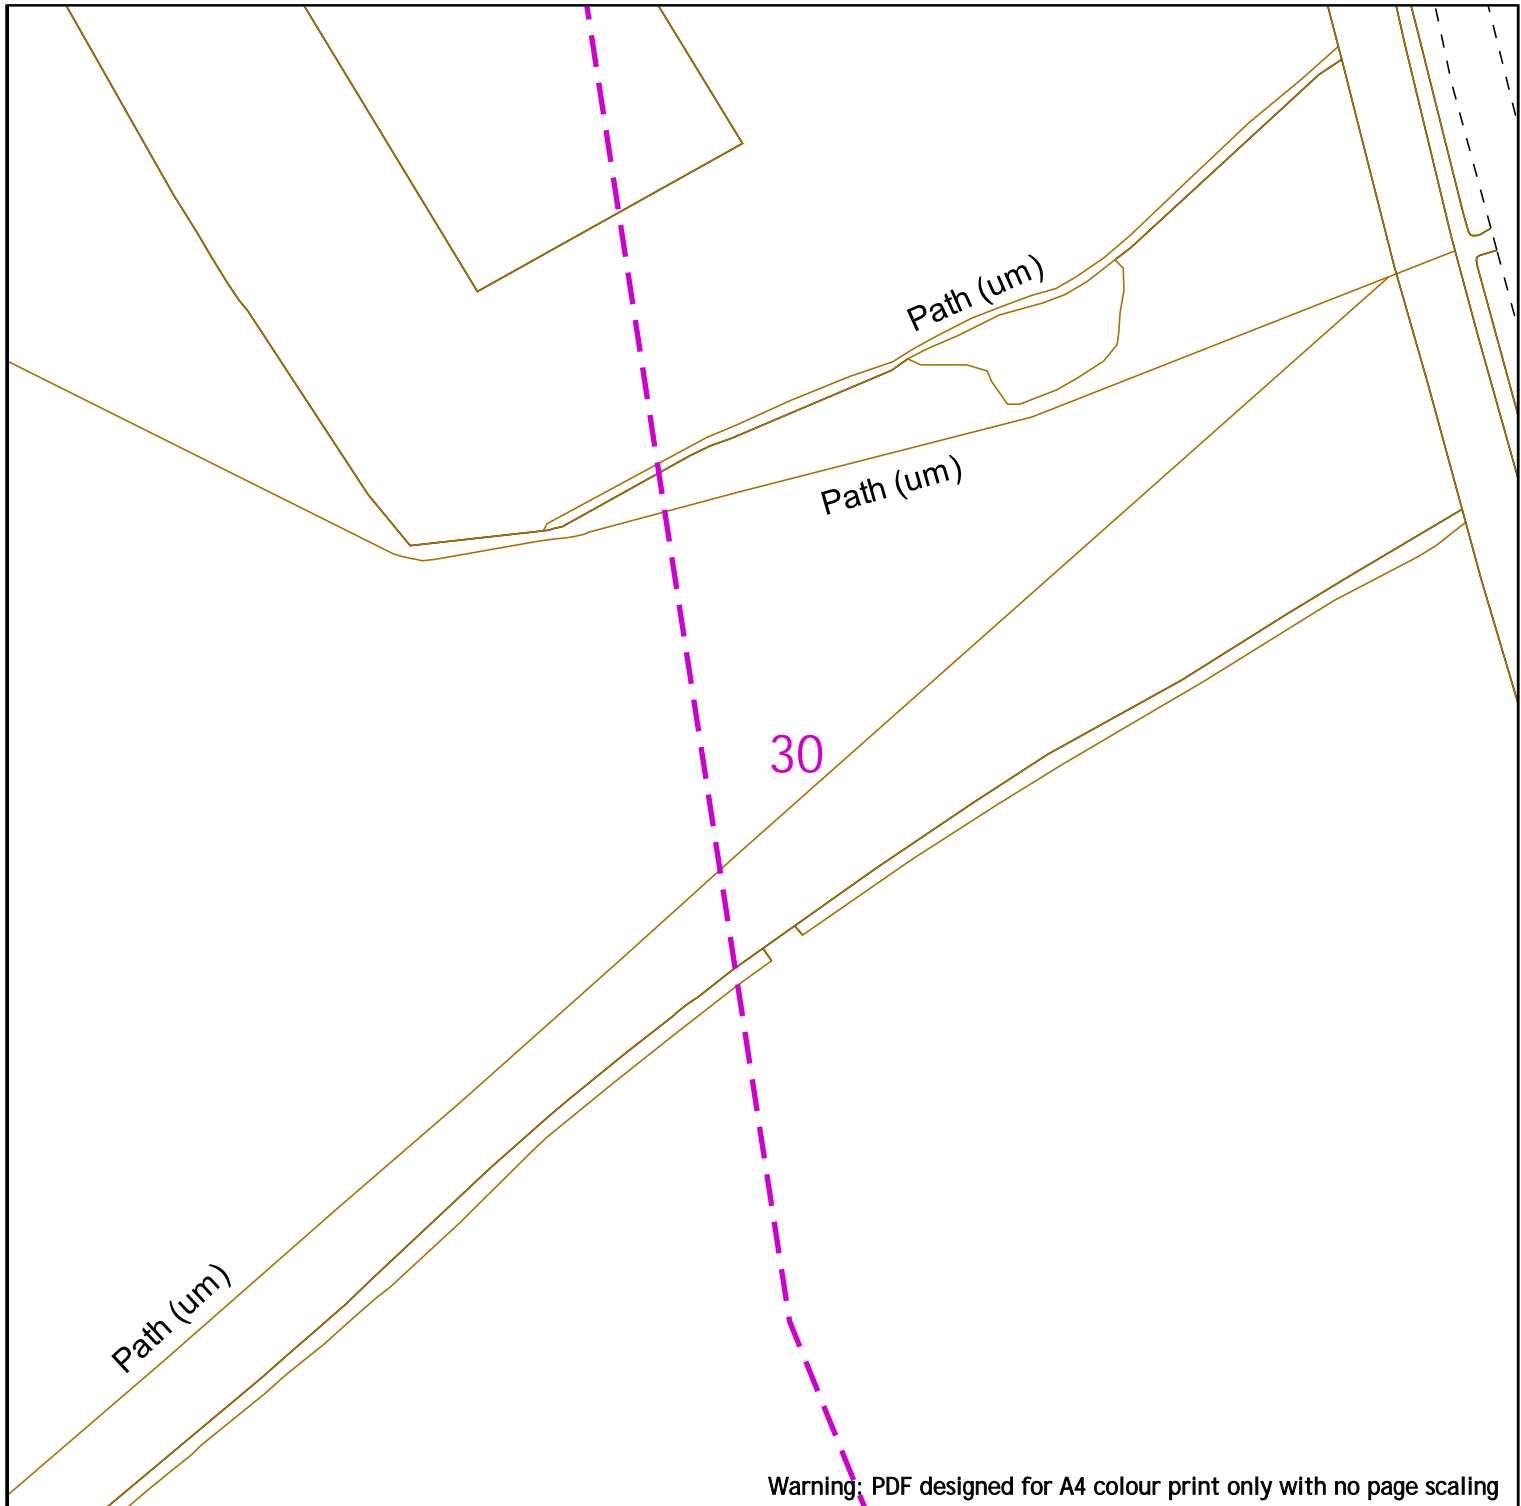 Path (um)
Path (um)
30
Path (um)
Warning: PDF designed for A4 colour print only with no page scaling